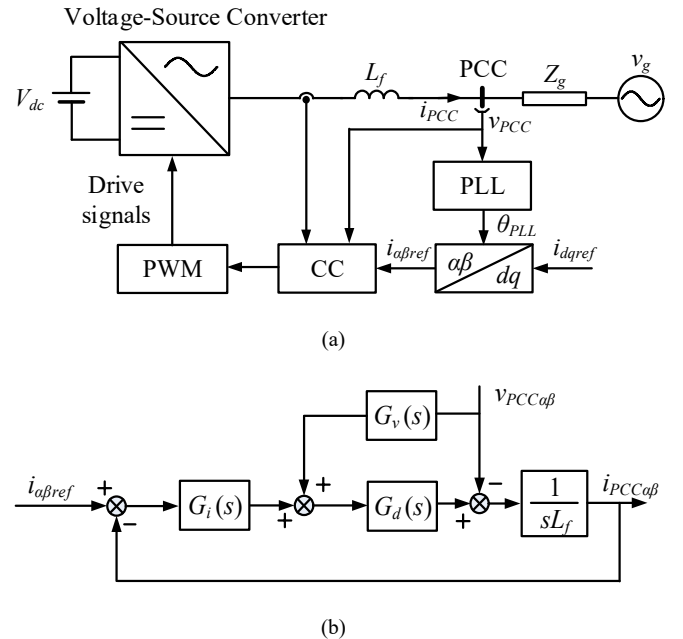 Voltage-Source Converter
V_dc
L_f
PCC
Z_g
v_g
i_PCC
v_PCC
Drive
signals
PLL
θ_PLL
PWM
CC
i_αβref
αβ
dq
i_dqref
(a)
v_PCCαβ
G_v(s)
i_αβref
+
−
G_i(s)
+
+
G_d(s)
+
−
1
sL_f
i_PCCαβ
(b)